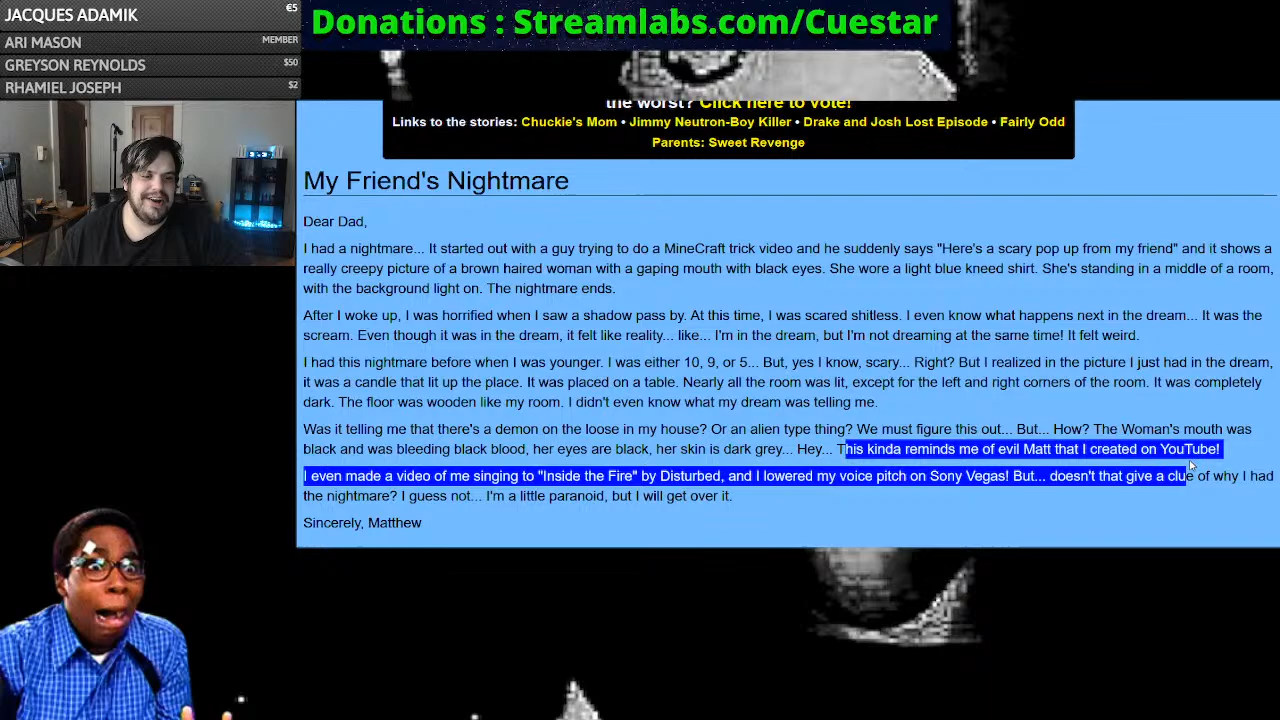 JACQUES ADAMIK €5
ARI MASON MEMBER
GREYSON REYNOLDS $50
RHAMIEL JOSEPH $2
Donations : Streamlabs.com/Cuestar
the worst? Click here to vote!
Links to the stories: Chuckie's Mom • Jimmy Neutron-Boy Killer • Drake and Josh Lost Episode • Fairly Odd
Parents: Sweet Revenge
My Friend's Nightmare
Dear Dad,
I had a nightmare... It started out with a guy trying to do a MineCraft trick video and he suddenly says "Here's a scary pop up from my friend" and it shows a
really creepy picture of a brown haired woman with a gaping mouth with black eyes. She wore a light blue kneed shirt. She's standing in a middle of a room,
with the background light on. The nightmare ends.
After I woke up, I was horrified when I saw a shadow pass by. At this time, I was scared shitless. I even know what happens next in the dream... It was the
scream. Even though it was in the dream, it felt like reality... like... I'm in the dream, but I'm not dreaming at the same time! It felt weird.
I had this nightmare before when I was younger. I was either 10, 9, or 5... But, yes I know, scary... Right? But I realized in the picture I just had in the dream,
it was a candle that lit up the place. It was placed on a table. Nearly all the room was lit, except for the left and right corners of the room. It was completely
dark. The floor was wooden like my room. I didn't even know what my dream was telling me.
Was it telling me that there's a demon on the loose in my house? Or an alien type thing? We must figure this out... But... How? The Woman's mouth was
black and was bleeding black blood, her eyes are black, her skin is dark grey... Hey... This kinda reminds me of evil Matt that I created on YouTube!
I even made a video of me singing to "Inside the Fire" by Disturbed, and I lowered my voice pitch on Sony Vegas! But... doesn't that give a clue of why I had
the nightmare? I guess not... I'm a little paranoid, but I will get over it.
Sincerely, Matthew